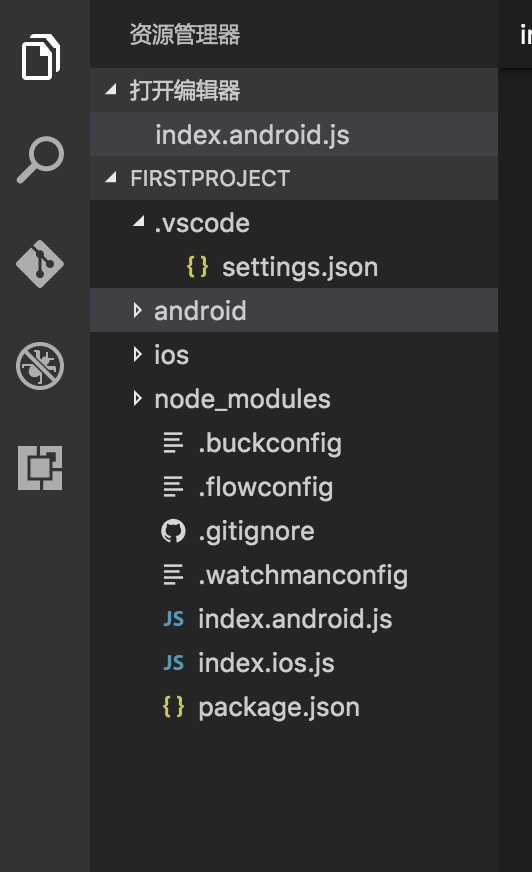 资源管理器
打开编辑器
index.android.js
FIRSTPROJECT
.vscode
{ } settings.json
android
ios
node_modules
.buckconfig
.flowconfig
.gitignore
.watchmanconfig
JS index.android.js
JS index.ios.js
{ } package.json